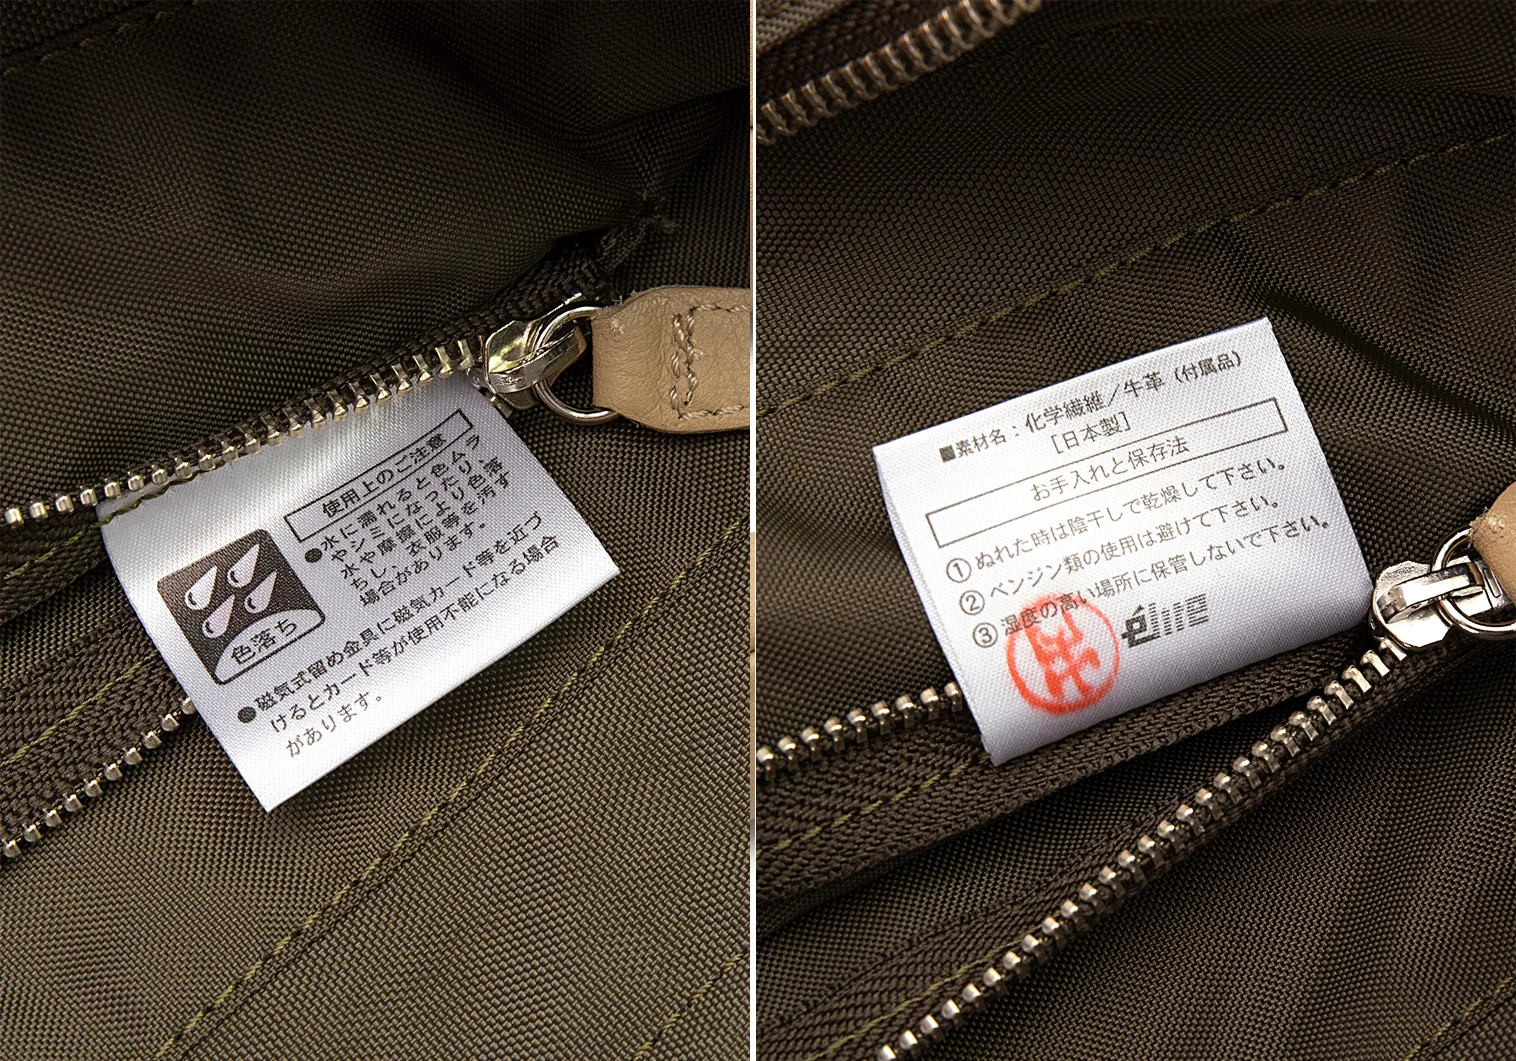 使用上のご注意
●水に濡れると色ムラ
やシミになったり、
水や摩擦により色落
ちし、衣服等を汚す
場合があります。
色落ち
●磁気式留め金具に磁気カード等を近づ
けるとカード等が使用不能になる場合
があります。
■素材名：化学繊維／牛革（付属品）
［日本製］
お手入れと保存法
①ぬれた時は陰干しで乾燥して下さい。
②ベンジン類の使用は避けて下さい。
③湿度の高い場所に保管しないで下さい。
élite